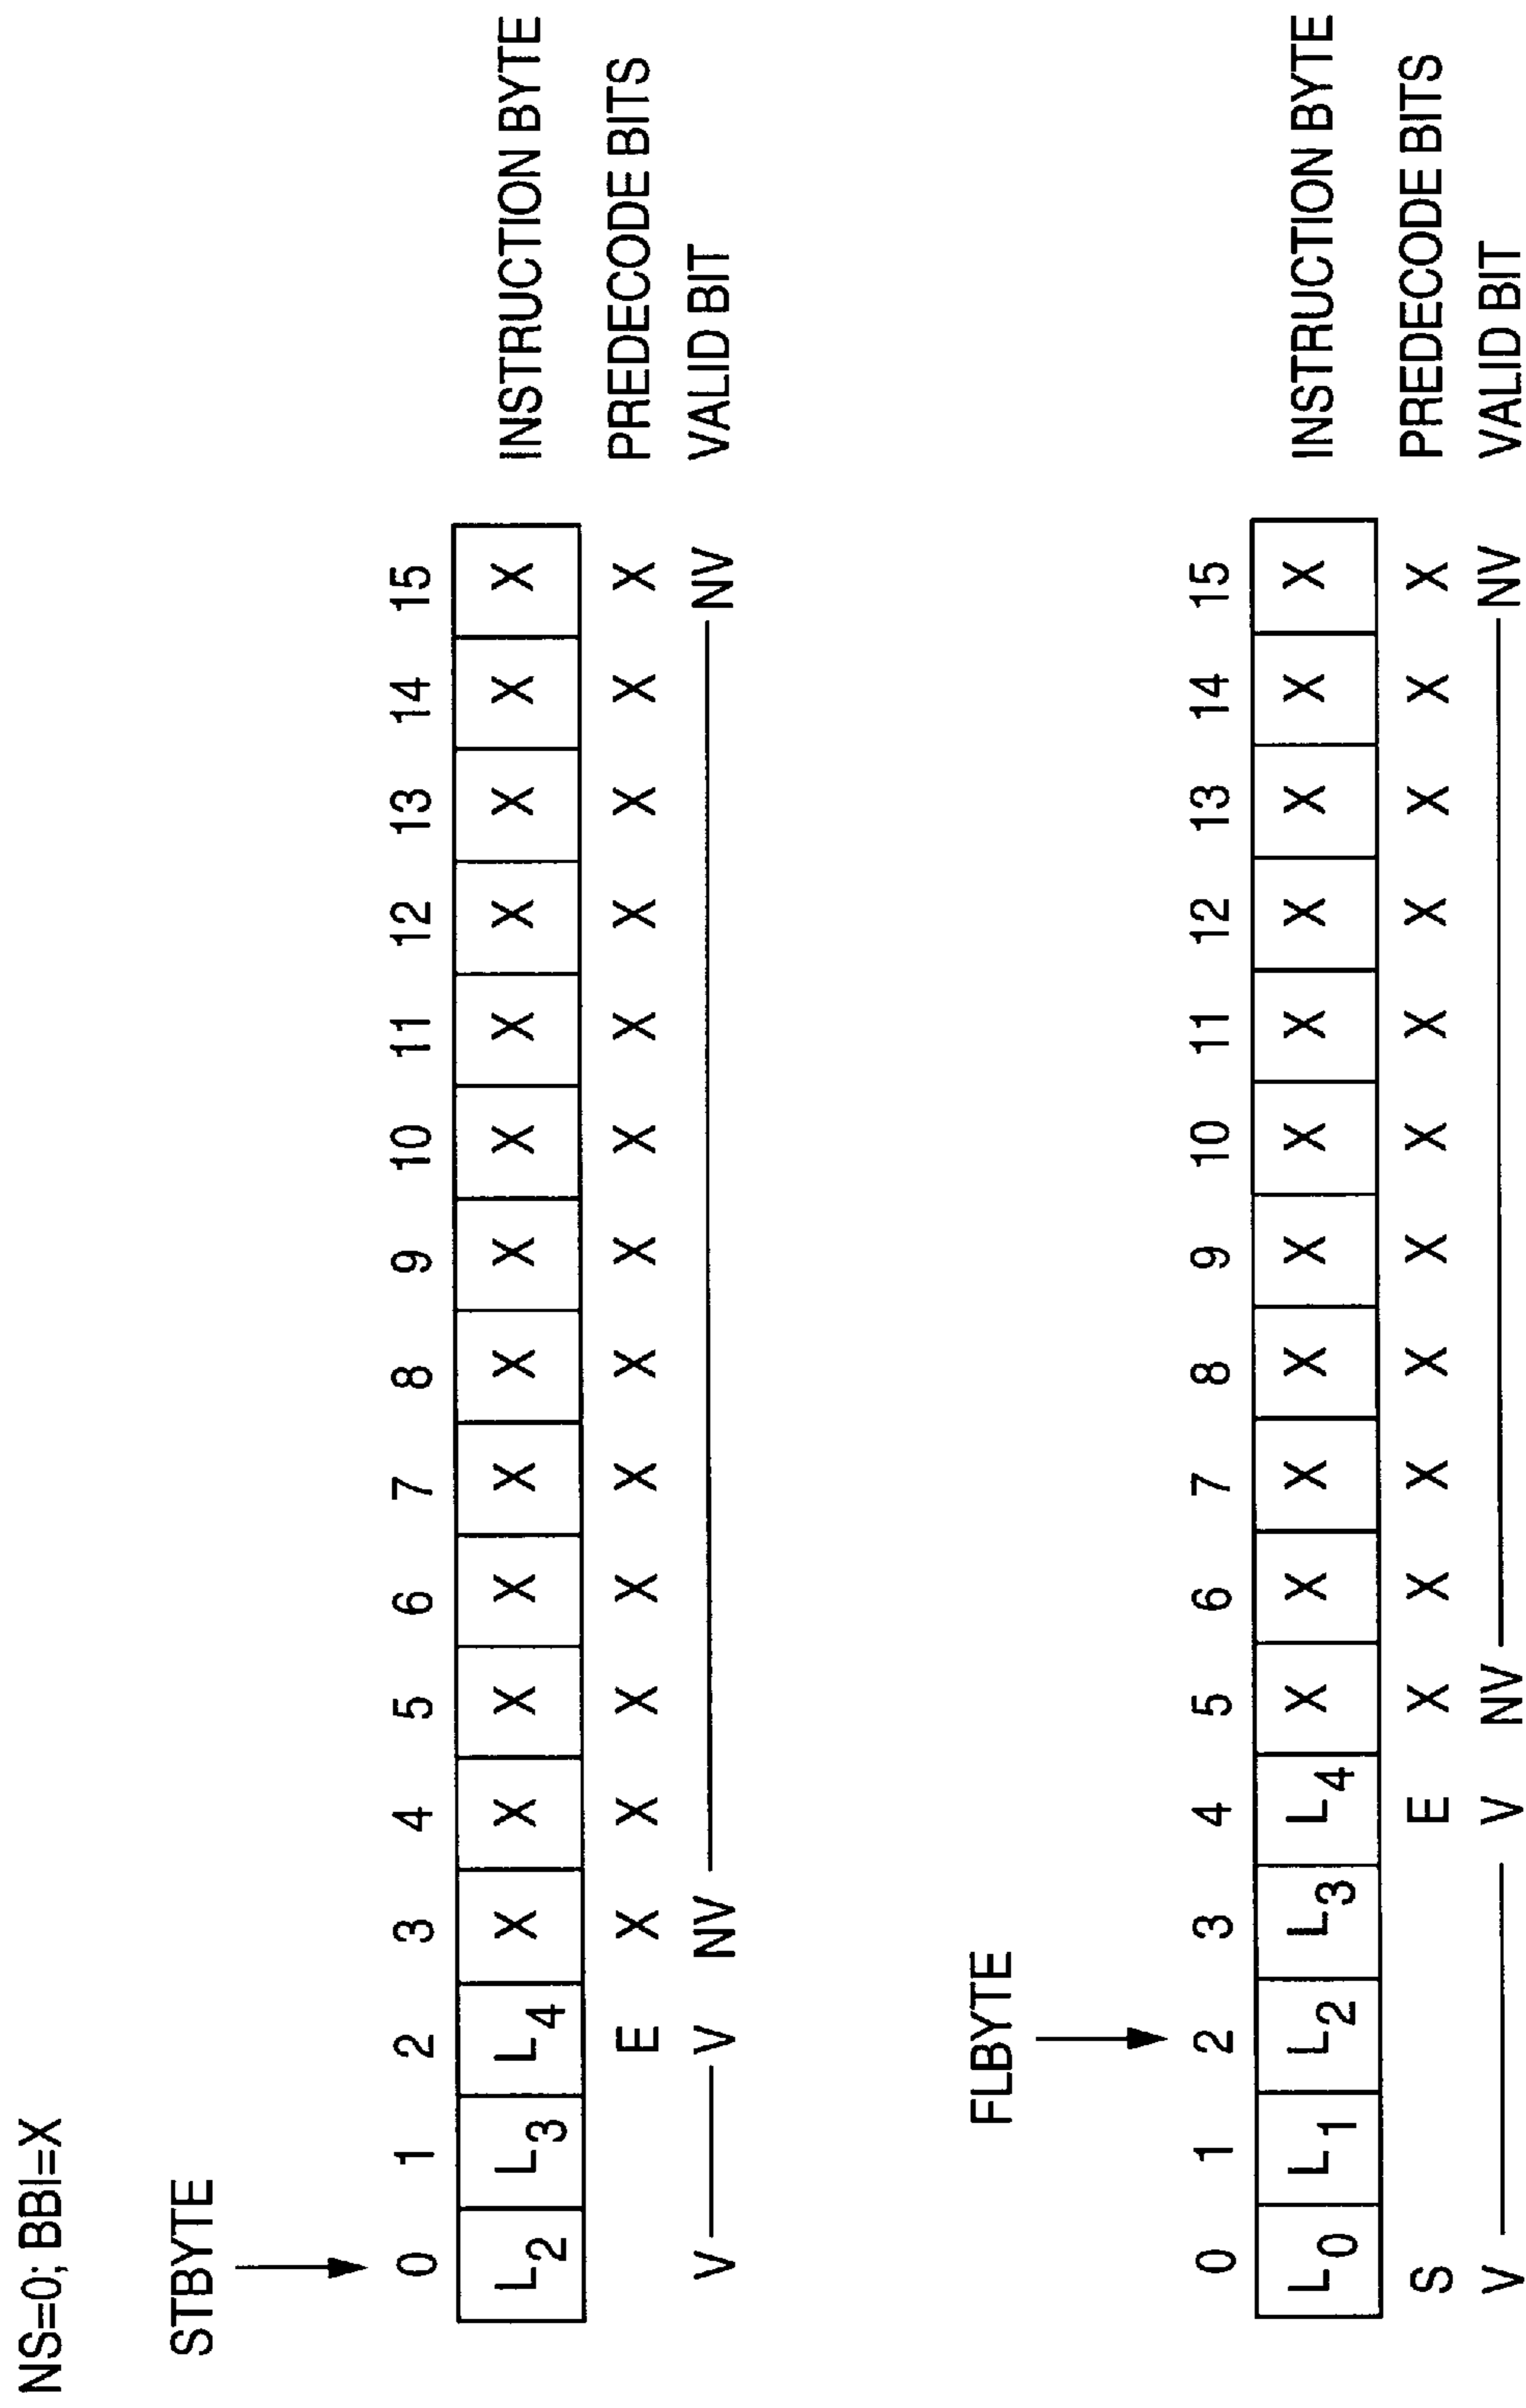 NS=0; BBI=X
STBYTE
0 1 2 3 4 5 6 7 8 9 10 11 12 13 14 15
L2 L3 L4 X X X X X X X X X X X X X INSTRUCTION BYTE
E X X X X X X X X X X X X X PREDECODE BITS
V V NV NV VALID BIT
FLBYTE
0 1 2 3 4 5 6 7 8 9 10 11 12 13 14 15
L0 L1 L2 L3 L4 X X X X X X X X X X X INSTRUCTION BYTE
S E X X X X X X X X X X X PREDECODE BITS
V V NV NV VALID BIT